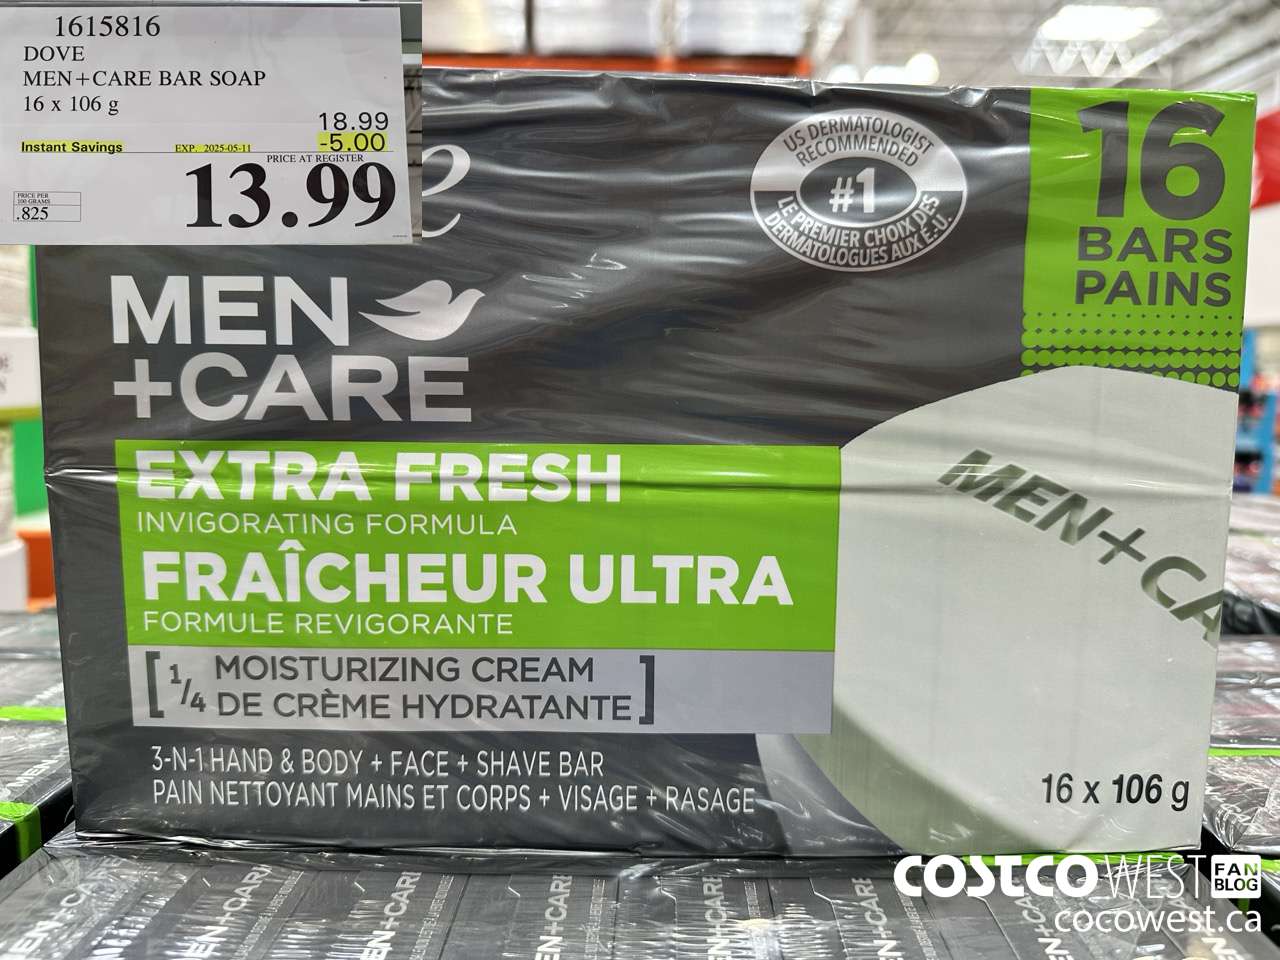 1615816
DOVE
MEN+CARE BAR SOAP
16 x 106 g
18.99
Instant Savings EXP. 2025-05-11 -5.00
PRICE AT REGISTER
13.99
PRICE PER
100 GRAMS
.825
US DERMATOLOGIST
RECOMMENDED
#1
LE PREMIER CHOIX DES
DERMATOLOGUES AUX É.-U.
16
BARS
PAINS
MEN
+CARE
EXTRA FRESH
INVIGORATING FORMULA
FRAÎCHEUR ULTRA
FORMULE REVIGORANTE
[1/4 MOISTURIZING CREAM
DE CRÈME HYDRATANTE]
MEN+CA
3-N-1 HAND & BODY + FACE + SHAVE BAR
PAIN NETTOYANT MAINS ET CORPS + VISAGE + RASAGE
16 x 106 g
COSTCO WEST FAN BLOG
cocowest.ca